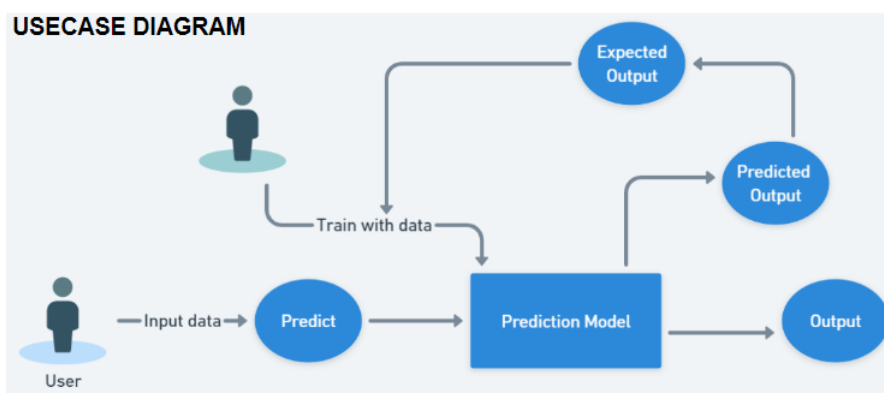 USECASE DIAGRAM
Expected
Output
Predicted
Output
Train with data
Input data
Predict
Prediction Model
Output
User